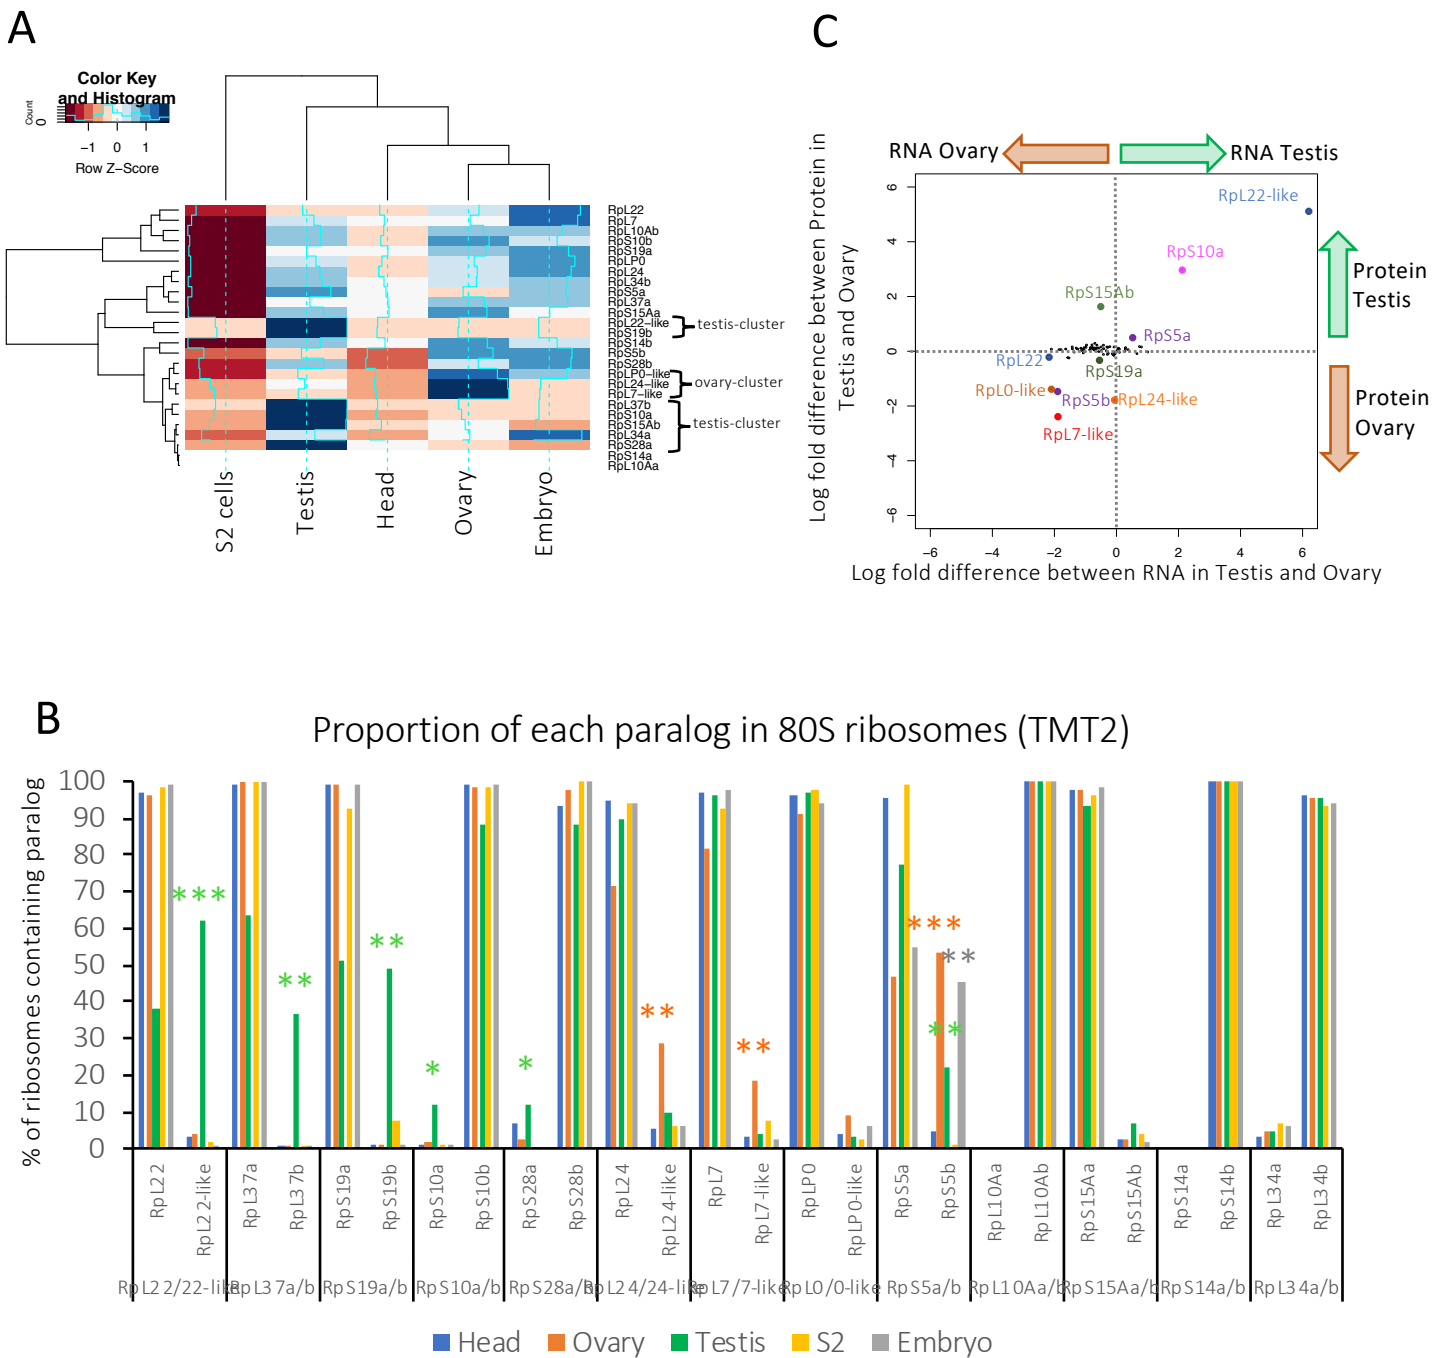 A
Color Key
and Histogram
Count
0
−1 0 1
Row Z−Score
RpL22
RpL7
RpL10Ab
RpS10b
RpS19a
RpLP0
RpL24
RpL34b
RpS5a
RpL37a
RpS15Aa
RpL22−like
RpS19b
RpS14b
RpS5b
RpS28b
RpLP0−like
RpL24−like
RpL7−like
RpL37b
RpS10a
RpS15Ab
RpL34a
RpS28a
RpS14a
RpL10Aa
testis-cluster
ovary-cluster
testis-cluster
S2 cells
Testis
Head
Ovary
Embryo
C
RNA Ovary
RNA Testis
Log fold difference between Protein in
Testis and Ovary
6
4
2
0
−2
−4
−6
RpL22-like
RpS10a
RpS15Ab
RpS5a
RpL22
RpS19a
RpL0-like
RpS5b
RpL24-like
RpL7-like
Protein
Testis
Protein
Ovary
−6 −4 −2 0 2 4 6
Log fold difference between RNA in Testis and Ovary
B
Proportion of each paralog in 80S ribosomes (TMT2)
% of ribosomes containing paralog
100
90
80
70
60
50
40
30
20
10
0
***
**
**
*
*
**
**
***
**
**
RpL22
RpL22-like
RpL37a
RpL37b
RpS19a
RpS19b
RpS10a
RpS10b
RpS28a
RpS28b
RpL24
RpL24-like
RpL7
RpL7-like
RpLP0
RpLP0-like
RpS5a
RpS5b
RpL10Aa
RpL10Ab
RpS15Aa
RpS15Ab
RpS14a
RpS14b
RpL34a
RpL34b
RpL22/22-like RpL37a/b RpS19a/b RpS10a/b RpS28a/b RpL24/24-like RpL7/7-like RpL0/0-like RpS5a/b RpL10Aa/b RpS15Aa/b RpS14a/b RpL34a/b
Head Ovary Testis S2 Embryo